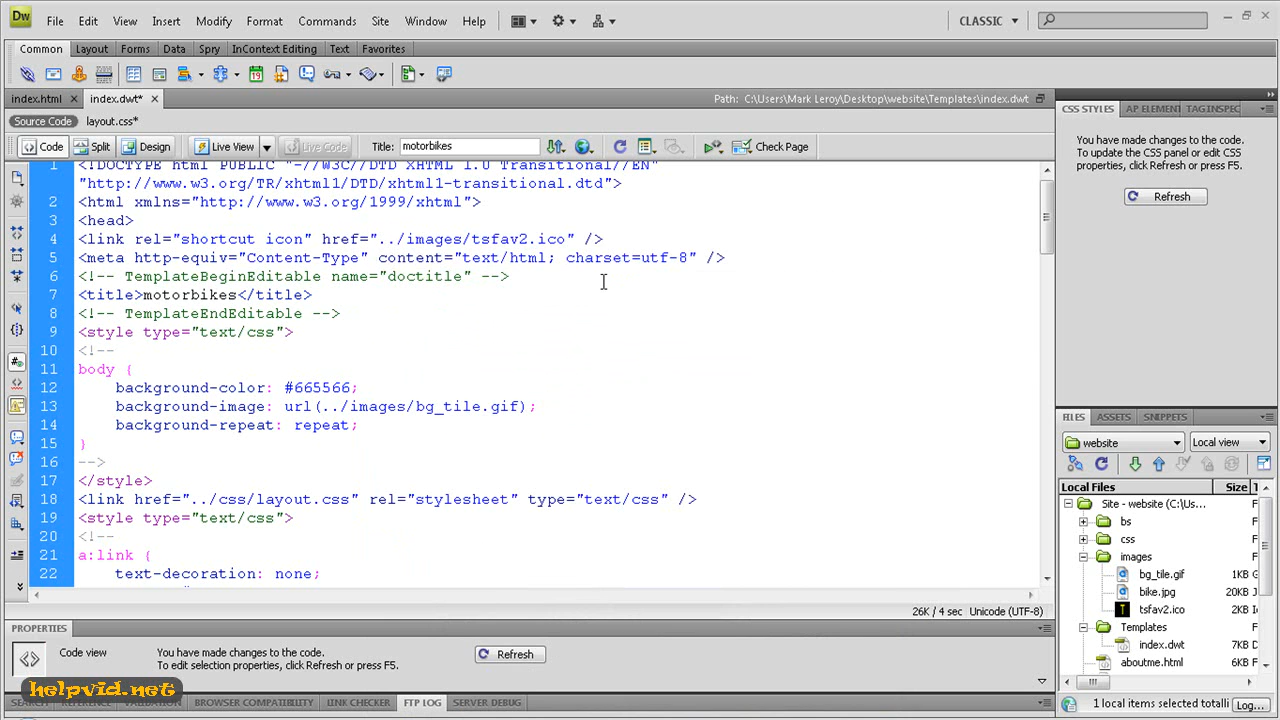 Dw File Edit View Insert Modify Format Commands Site Window Help CLASSIC
Common Layout Forms Data Spry InContext Editing Text Favorites
index.html × index.dwt* × Path: C:\Users\Mark Leroy\Desktop\website\Templates\index.dwt
Source Code layout.css*
Code Split Design Live View Live Code Title: motorbikes Check Page
1 <!DOCTYPE html PUBLIC "-//W3C//DTD XHTML 1.0 Transitional//EN"
"http://www.w3.org/TR/xhtml1/DTD/xhtml1-transitional.dtd">
2 <html xmlns="http://www.w3.org/1999/xhtml">
3 <head>
4 <link rel="shortcut icon" href="../images/tsfav2.ico" />
5 <meta http-equiv="Content-Type" content="text/html; charset=utf-8" />
6 <!-- TemplateBeginEditable name="doctitle" -->
7 <title>motorbikes</title>
8 <!-- TemplateEndEditable -->
9 <style type="text/css">
10 <!--
11 body {
12 background-color: #665566;
13 background-image: url(../images/bg_tile.gif);
14 background-repeat: repeat;
15 }
16 -->
17 </style>
18 <link href="../css/layout.css" rel="stylesheet" type="text/css" />
19 <style type="text/css">
20 <!--
21 a:link {
22 text-decoration: none;
26K / 4 sec Unicode (UTF-8)
CSS STYLES AP ELEMENT TAG INSPEC
You have made changes to the code.
To update the CSS panel or edit CSS
properties, click Refresh or press F5.
Refresh
FILES ASSETS SNIPPETS
website Local view
Local Files Size
Site - website (C:\Us...
bs
css
images
bg_tile.gif 1KB
bike.jpg 20KB
tsfav2.ico 2KB
Templates
index.dwt 7KB
aboutme.html 6KB
1 local items selected totalli Log...
PROPERTIES
Code view You have made changes to the code.
To edit selection properties, click Refresh or press F5.
Refresh
helpvid.net
SEARCH REFERENCE VALIDATION BROWSER COMPATIBILITY LINK CHECKER FTP LOG SERVER DEBUG